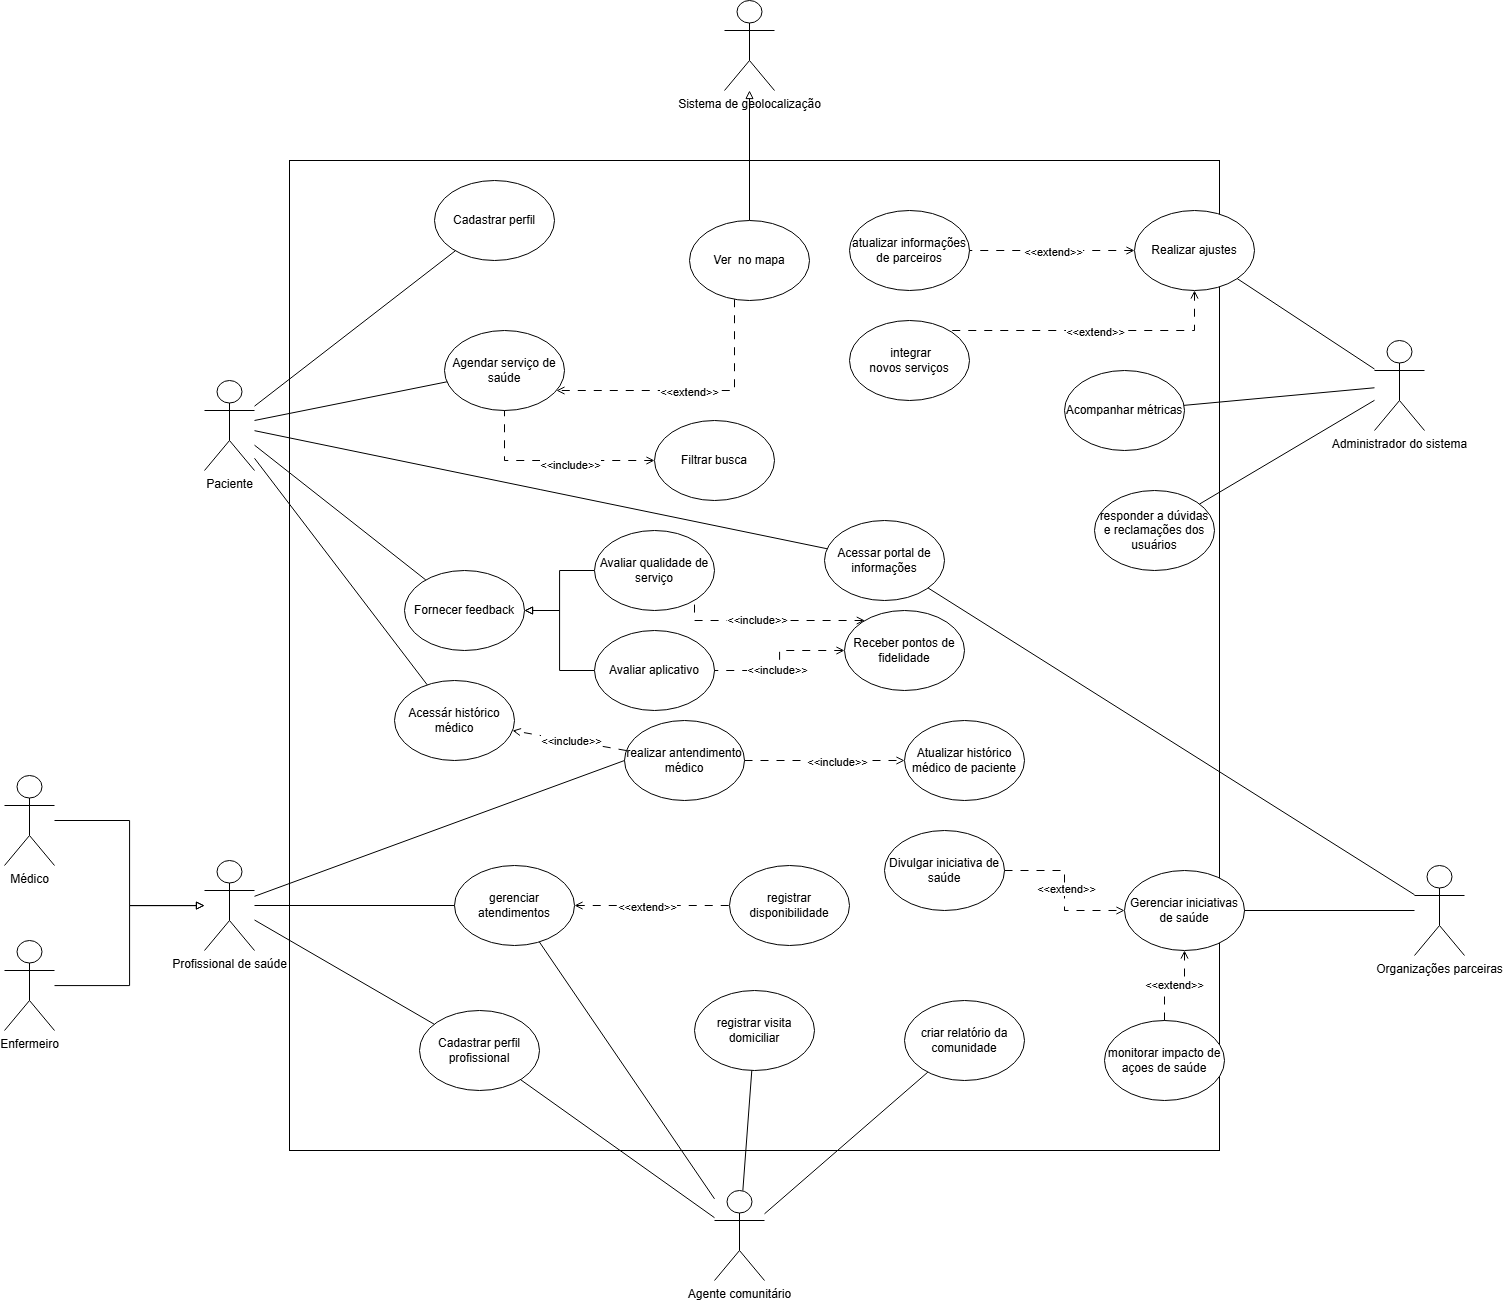 Sistema de geolocalização
Cadastrar perfil
Ver no mapa
atualizar informações
de parceiros
<<extend>>
Realizar ajustes
integrar
novos serviços
<<extend>>
Agendar serviço de
saúde
<<extend>>
Filtrar busca
<<include>>
Acompanhar métricas
Administrador do sistema
Paciente
responder a dúvidas
e reclamações dos
usuários
Acessar portal de
informações
Avaliar qualidade de
serviço
Fornecer feedback
<<include>>
Receber pontos de
fidelidade
Avaliar aplicativo
<<include>>
Acessár histórico
médico
<<include>>
realizar antendimento
médico
<<include>>
Atualizar histórico
médico de paciente
Médico
Divulgar iniciativa de
saúde
<<extend>>
Gerenciar iniciativas
de saúde
gerenciar
atendimentos
<<extend>>
registrar
disponibilidade
Profissional de saúde
Organizações parceiras
<<extend>>
Enfermeiro
Cadastrar perfil
profissional
registrar visita
domiciliar
criar relatório da
comunidade
monitorar impacto de
açoes de saúde
Agente comunitário